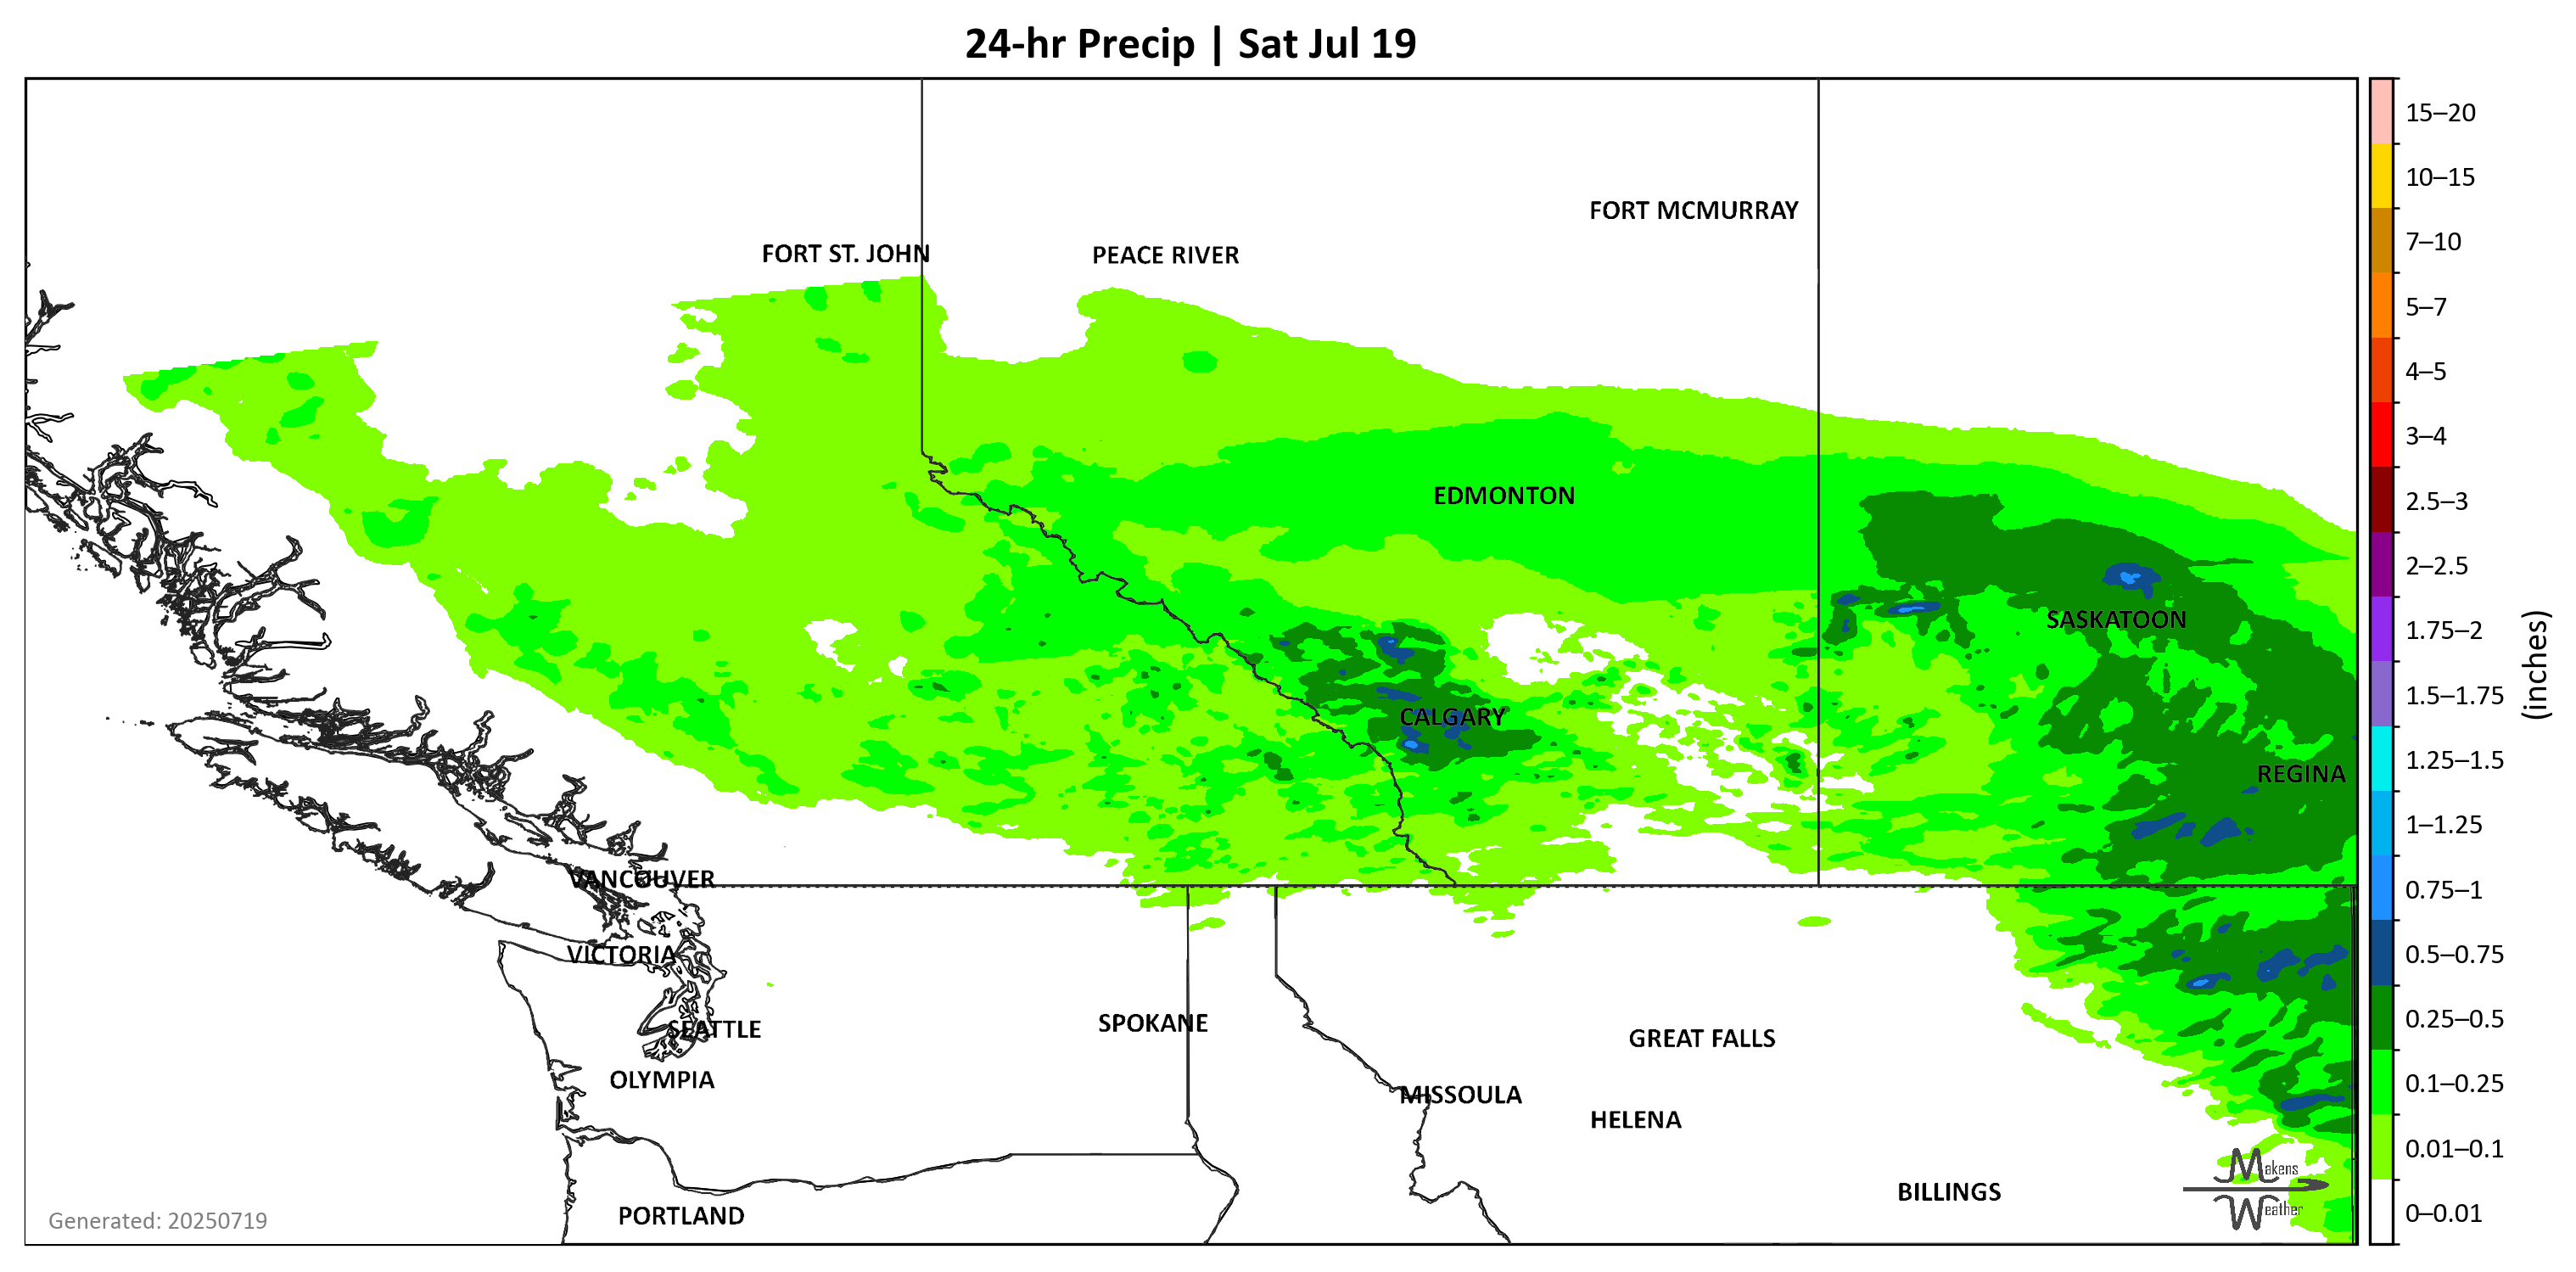 24-hr Precip | Sat Jul 19
FORT MCMURRAY
FORT ST. JOHN
PEACE RIVER
EDMONTON
SASKATOON
CALGARY
REGINA
VANCOUVER
VICTORIA
SPOKANE
SEATTLE
GREAT FALLS
OLYMPIA
MISSOULA
HELENA
BILLINGS
PORTLAND
Makens
Weather
Generated: 20250719
15–20
10–15
7–10
5–7
4–5
3–4
2.5–3
2–2.5
1.75–2
1.5–1.75
1.25–1.5
1–1.25
0.75–1
0.5–0.75
0.25–0.5
0.1–0.25
0.01–0.1
0–0.01
(inches)